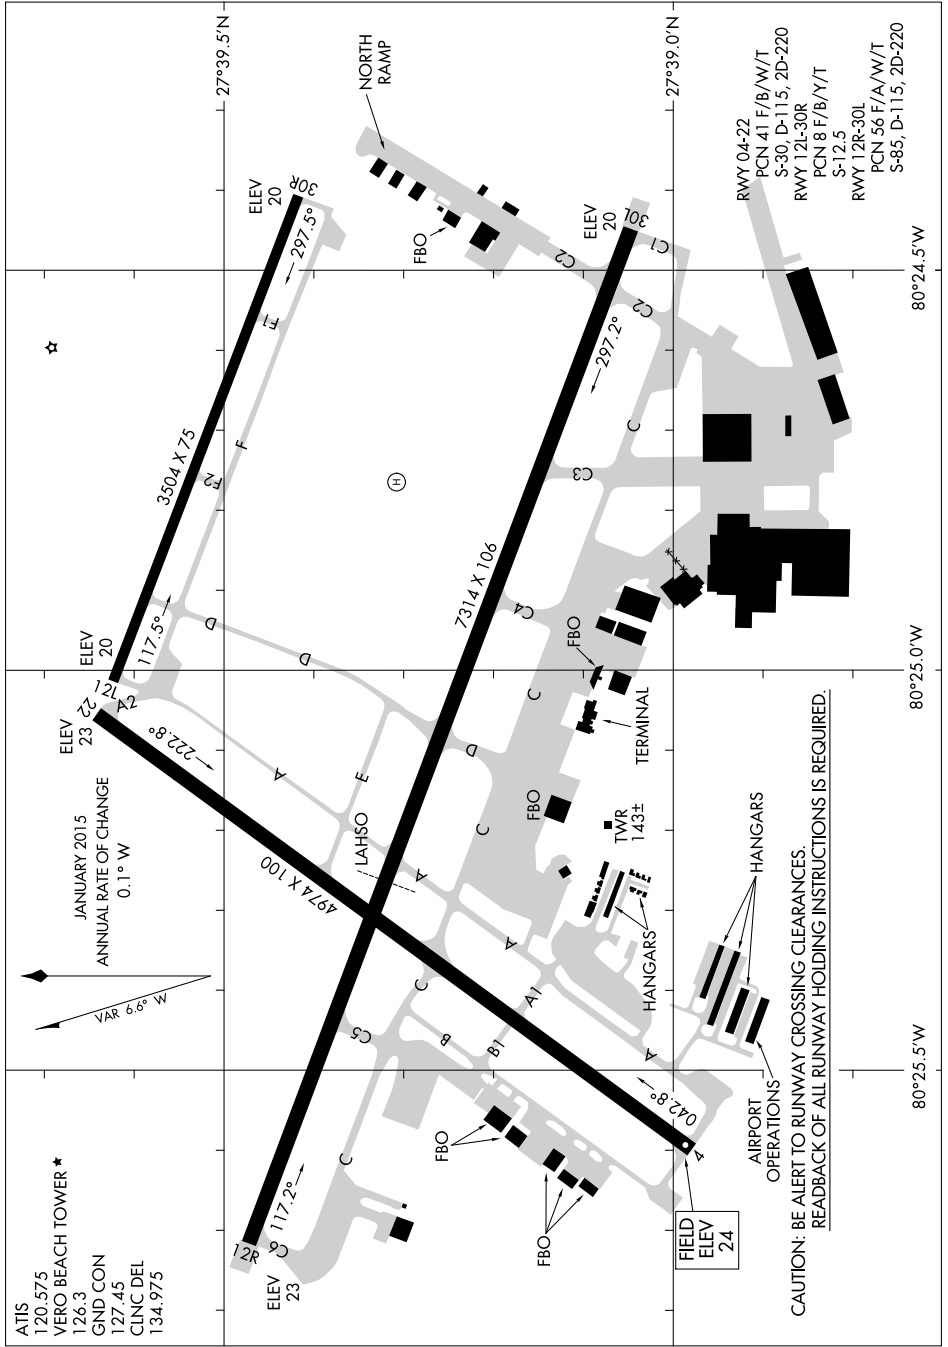 ATIS
120.575
VERO BEACH TOWER ★
126.3
GND CON
127.45
CLNC DEL
134.975
JANUARY 2015
ANNUAL RATE OF CHANGE
0.1° W
VAR 6.6° W
27°39.5'N
27°39.0'N
80°24.5'W
80°25.0'W
80°25.5'W
NORTH
RAMP
FBO
ELEV
20
30R
297.5°
F1
F
F2
3504 X 75
117.5°
ELEV
20
12L
A2
22
ELEV
23
222.8°
A
D
D
E
LAHSO
A
4974 X 100
H
ELEV
20
30L
C1
C2
C2
297.2°
C
C3
7314 X 106
C4
C
D
C
FBO
TERMINAL
FBO
TWR
143±
HANGARS
HANGARS
A
A1
C
B
B1
C5
A
042.8°
4
AIRPORT
OPERATIONS
FIELD
ELEV
24
FBO
FBO
C
117.2°
12R
C6
ELEV
23
RWY 04-22
PCN 41 F/B/W/T
S-30, D-115, 2D-220
RWY 12L-30R
PCN 8 F/B/Y/T
S-12.5
RWY 12R-30L
PCN 56 F/A/W/T
S-85, D-115, 2D-220
CAUTION: BE ALERT TO RUNWAY CROSSING CLEARANCES.
READBACK OF ALL RUNWAY HOLDING INSTRUCTIONS IS REQUIRED.